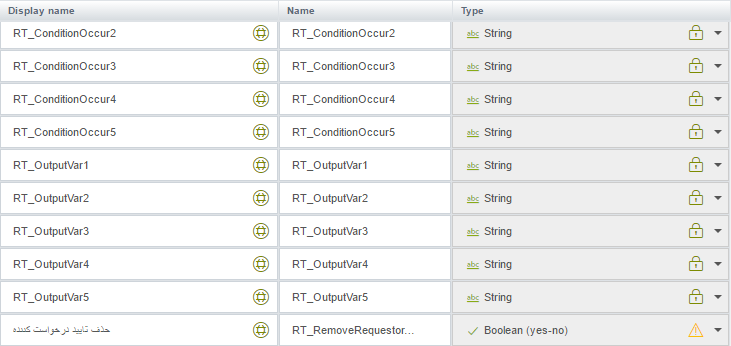 Display name Name Type
RT_ConditionOccur2 RT_ConditionOccur2 abc String
RT_ConditionOccur3 RT_ConditionOccur3 abc String
RT_ConditionOccur4 RT_ConditionOccur4 abc String
RT_ConditionOccur5 RT_ConditionOccur5 abc String
RT_OutputVar1 RT_OutputVar1 abc String
RT_OutputVar2 RT_OutputVar2 abc String
RT_OutputVar3 RT_OutputVar3 abc String
RT_OutputVar4 RT_OutputVar4 abc String
RT_OutputVar5 RT_OutputVar5 abc String
حذف تایید درخواست کننده RT_RemoveRequestor... Boolean (yes-no)